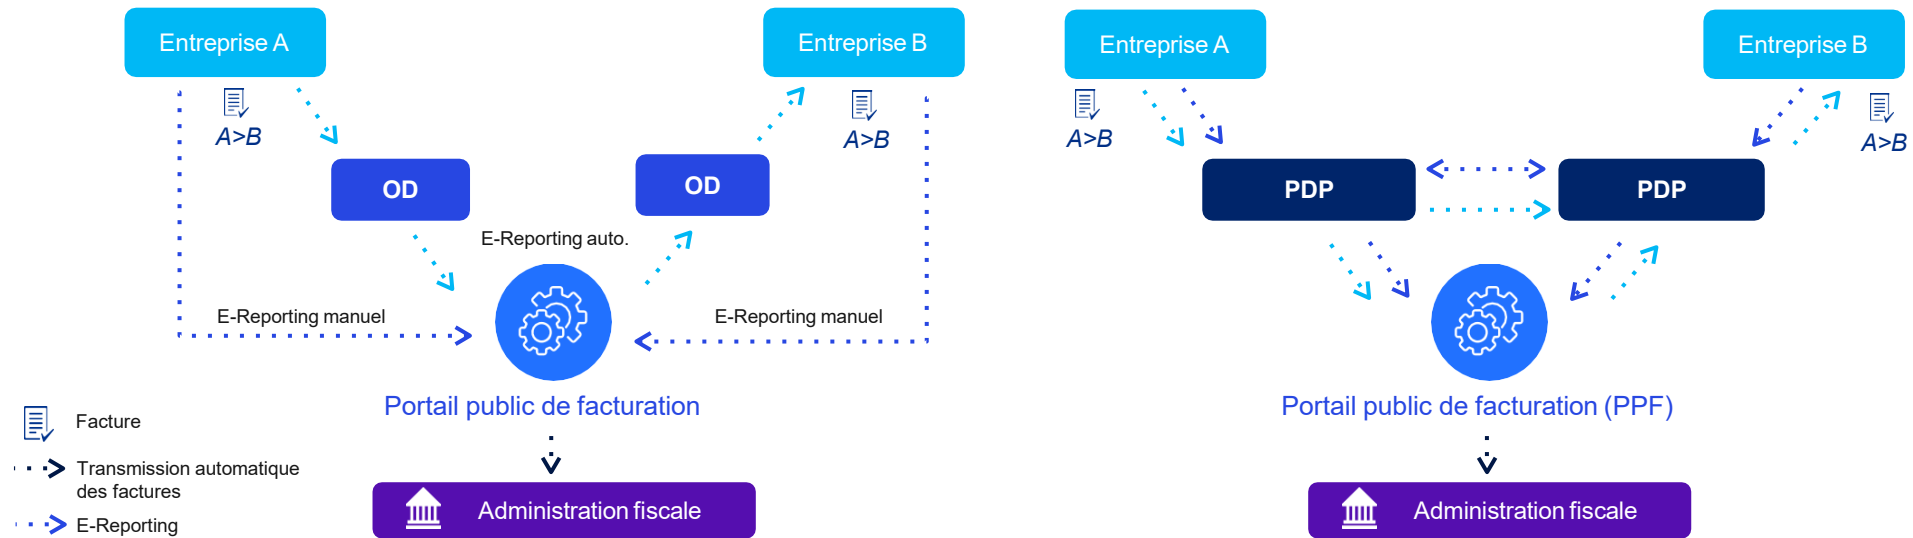 Entreprise A
Entreprise B
A>B
A>B
OD
OD
E-Reporting auto.
E-Reporting manuel
E-Reporting manuel
Portail public de facturation
Facture
Transmission automatique
des factures
E-Reporting
Administration fiscale
Entreprise A
Entreprise B
A>B
A>B
PDP
PDP
Portail public de facturation (PPF)
Administration fiscale